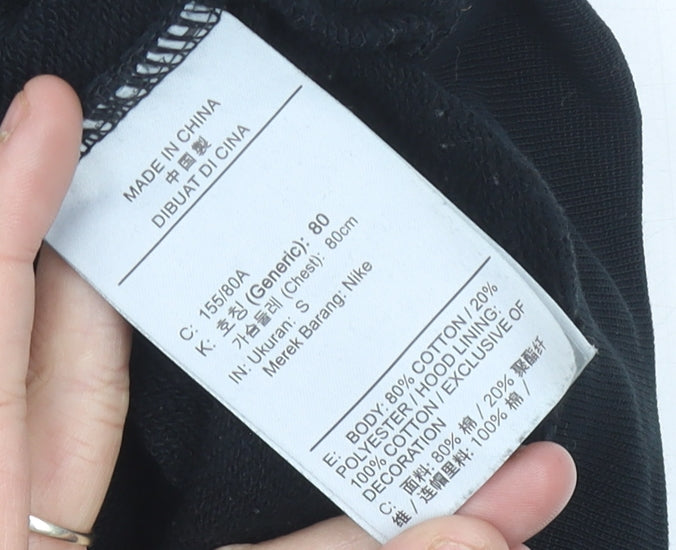 MADE IN CHINA
中国製
DIBUAT DI CINA
C: 155/80A
K: 호칭 (Generic): 80
가슴둘레 (Chest): 80cm
IN: Ukuran: S
Merek Barang: Nike
E: BODY: 80% COTTON / 20%
POLYESTER / HOOD LINING:
100% COTTON / EXCLUSIVE OF
DECORATION
C: 面料: 80% 棉 / 20% 聚酯纤
维 / 连帽里料: 100% 棉 /